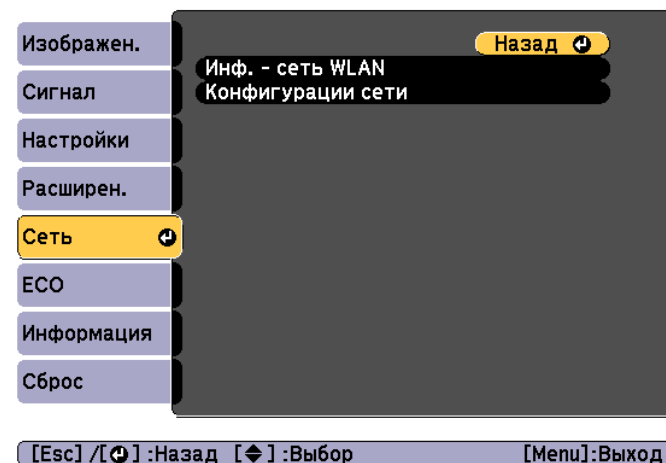 Изображен.
Сигнал
Настройки
Расширен.
Сеть
ECO
Информация
Сброс
Назад
Инф. - сеть WLAN
Конфигурации сети
[Esc] /[ ] :Назад [ ] :Выбор [Menu]:Выход